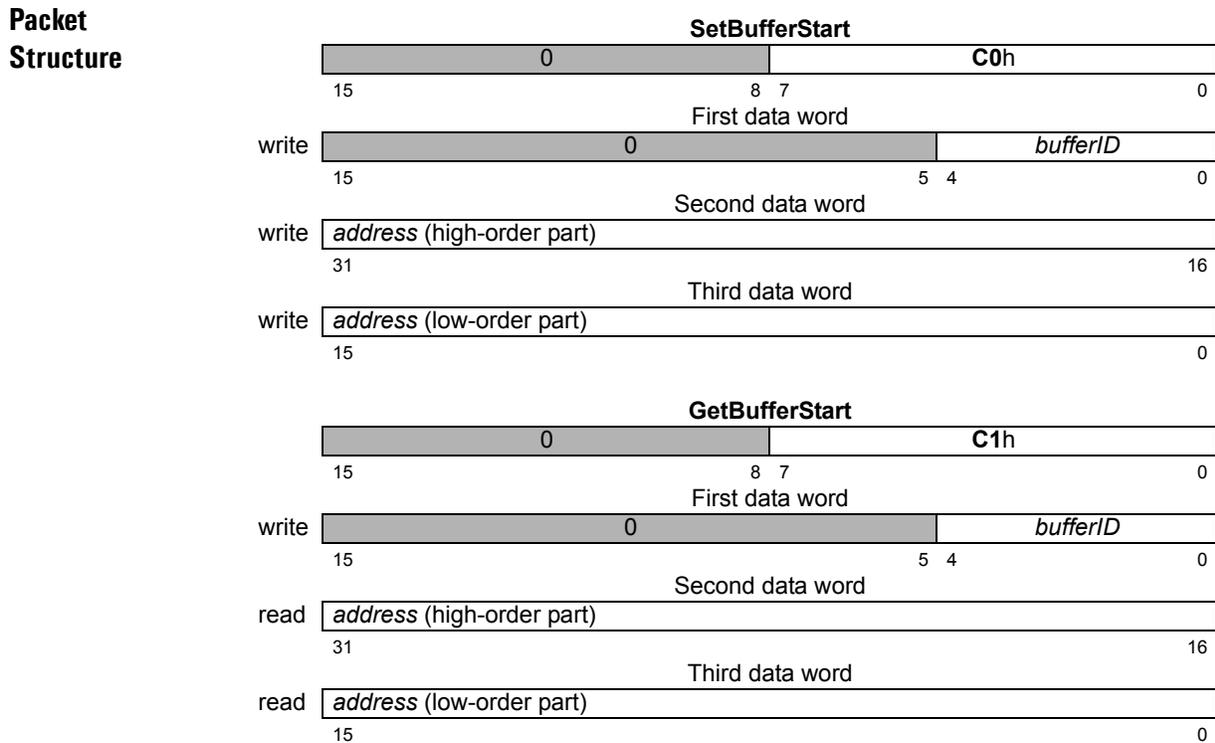 Packet
Structure
SetBufferStart
0 C0h
15 8 7 0
First data word
write 0 bufferID
15 5 4 0
Second data word
write address (high-order part)
31 16
Third data word
write address (low-order part)
15 0
GetBufferStart
0 C1h
15 8 7 0
First data word
write 0 bufferID
15 5 4 0
Second data word
read address (high-order part)
31 16
Third data word
read address (low-order part)
15 0